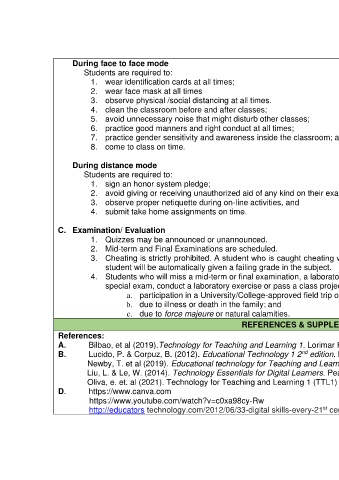 During face to face mode
Students are required to:
1. wear identification cards at all times;
2. wear face mask at all times
3. observe physical /social distancing at all times.
4. clean the classroom before and after classes;
5. avoid unnecessary noise that might disturb other classes;
6. practice good manners and right conduct at all times;
7. practice gender sensitivity and awareness inside the classroom; a
8. come to class on time.
During distance mode
Students are required to:
1. sign an honor system pledge;
2. avoid giving or receiving unauthorized aid of any kind on their exa
3. observe proper netiquette during on-line activities, and
4. submit take home assignments on time.
C. Examination/ Evaluation
1. Quizzes may be announced or unannounced.
2. Mid-term and Final Examinations are scheduled.
3. Cheating is strictly prohibited. A student who is caught cheating
student will be automatically given a failing grade in the subject.
4. Students who will miss a mid-term or final examination, a laborato
special exam, conduct a laboratory exercise or pass a class proje
a. participation in a University/College-approved field trip o
b. due to illness or death in the family; and
c. due to force majeure or natural calamities.
REFERENCES & SUPPLE
References:
A. Bilbao, et al (2019).Technology for Teaching and Learning 1. Lorimar
B. Lucido, P. & Corpuz, B. (2012). Educational Technology 1 2nd edition.
Newby, T. et al (2019). Educational technology for Teaching and Learn
Liu, L. & Le, W. (2014). Technology Essentials for Digital Learners. Pea
Oliva, e. et. al (2021). Technology for Teaching and Learning 1 (TTL1)
D. https://www.canva.com
https://www.youtube.com/watch?v=c0xa98cy-Rw
http://educators technology.com/2012/06/33-digital skills-every-21st ce